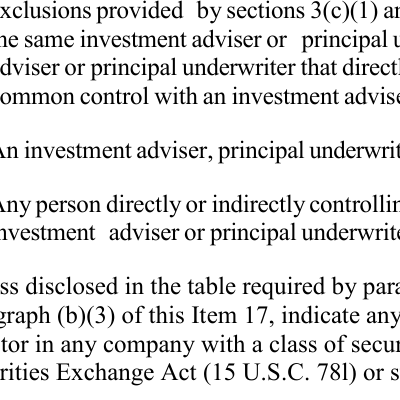 xclusions provided by sections 3(c)(1) a
he same investment adviser or principal u
dviser or principal underwriter that direct
ommon control with an investment advise
An investment adviser, principal underwrit
Any person directly or indirectly controllin
nvestment adviser or principal underwrite
ss disclosed in the table required by para
graph (b)(3) of this Item 17, indicate any
tor in any company with a class of secur
rities Exchange Act (15 U.S.C. 78l) or s